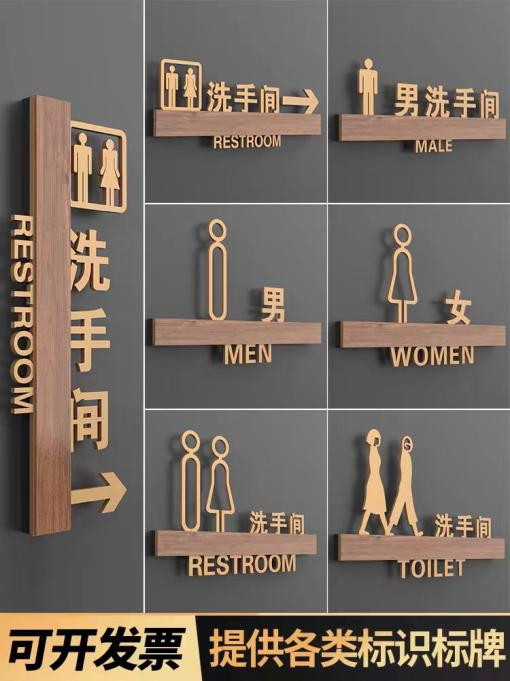 洗手间
RESTROOM
洗手间
RESTROOM
男洗手间
MALE
男
MEN
女
WOMEN
洗手间
RESTROOM
洗手间
TOILET
可开发票 提供各类标识标牌